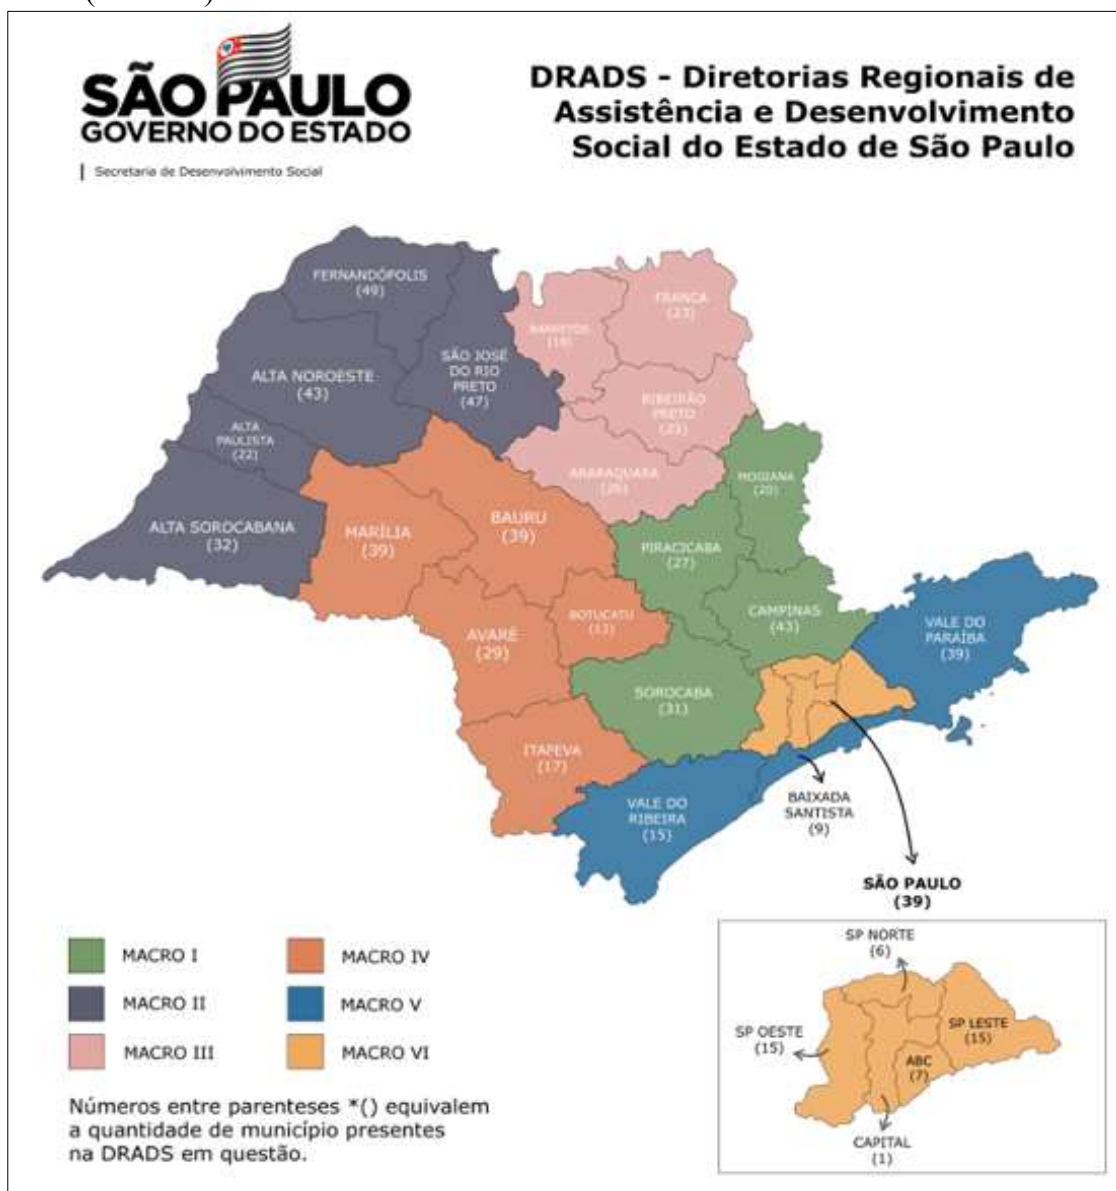 SÃO PAULO
GOVERNO DO ESTADO
Secretaria de Desenvolvimento Social
DRADS - Diretorias Regionais de
Assistência e Desenvolvimento
Social do Estado de São Paulo
FERNANDÓPOLIS
(49)
FRANCA
(23)
BARRETOS
SÃO JOSÉ
DO RIO
PRETO
(47)
ALTA NOROESTE
(43)
RIBEIRÃO
PRETO
ALTA
PAULISTA
(22)
ARARAQUARA
(26)
MOGIANA
(20)
ALTA SOROCABANA
(32)
MARÍLIA
(39)
BAURU
(39)
PIRACICABA
(27)
BOTUCATU
(13)
CAMPINAS
(43)
AVARÉ
(29)
VALE DO
PARAÍBA
(39)
SOROCABA
(31)
ITAPEVA
(17)
VALE DO
RIBEIRA
(15)
BAIXADA
SANTISTA
(9)
SÃO PAULO
(39)
SP NORTE
(6)
SP OESTE
(15)
SP LESTE
(15)
ABC
(7)
CAPITAL
(1)
MACRO I
MACRO II
MACRO III
MACRO IV
MACRO V
MACRO VI
Números entre parenteses *() equivalem
a quantidade de município presentes
na DRADS em questão.